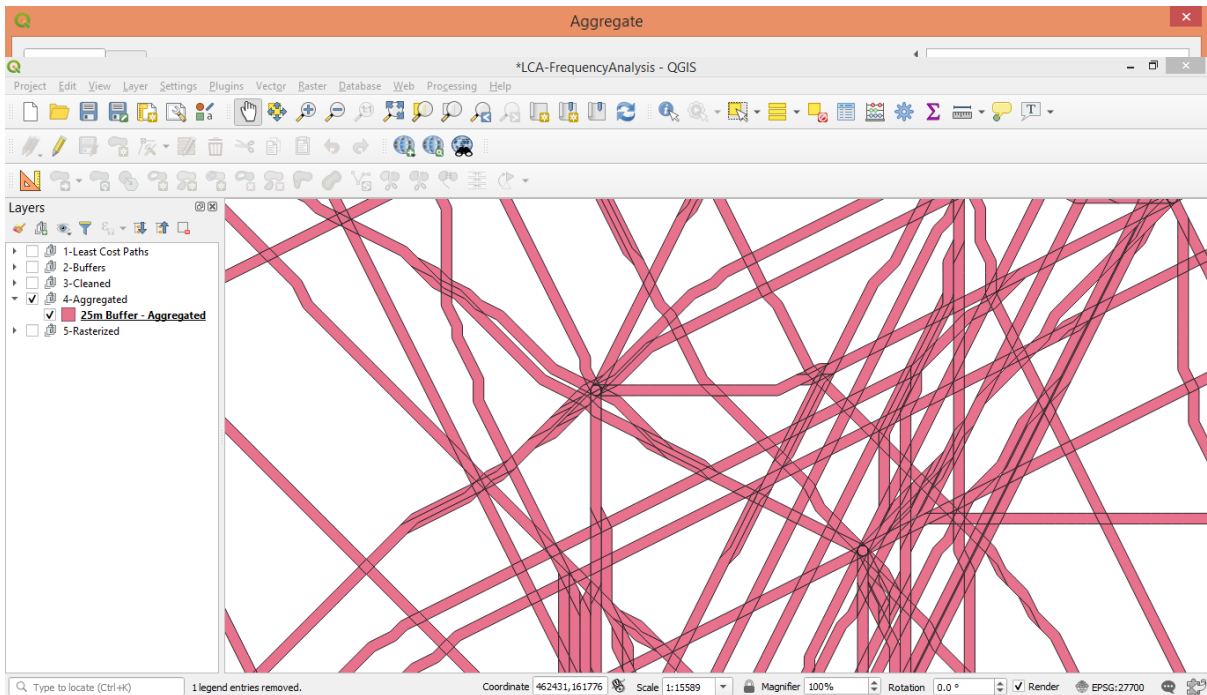 Aggregate
*LCA-FrequencyAnalysis - QGIS
Project Edit View Layer Settings Plugins Vector Raster Database Web Processing Help
Layers
1-Least Cost Paths
2-Buffers
3-Cleaned
4-Aggregated
25m Buffer - Aggregated
5-Rasterized
Type to locate (Ctrl+K) 1 legend entries removed. Coordinate 462431,161776 Scale 1:15589 Magnifier 100% Rotation 0.0 ° Render EPSG:27700